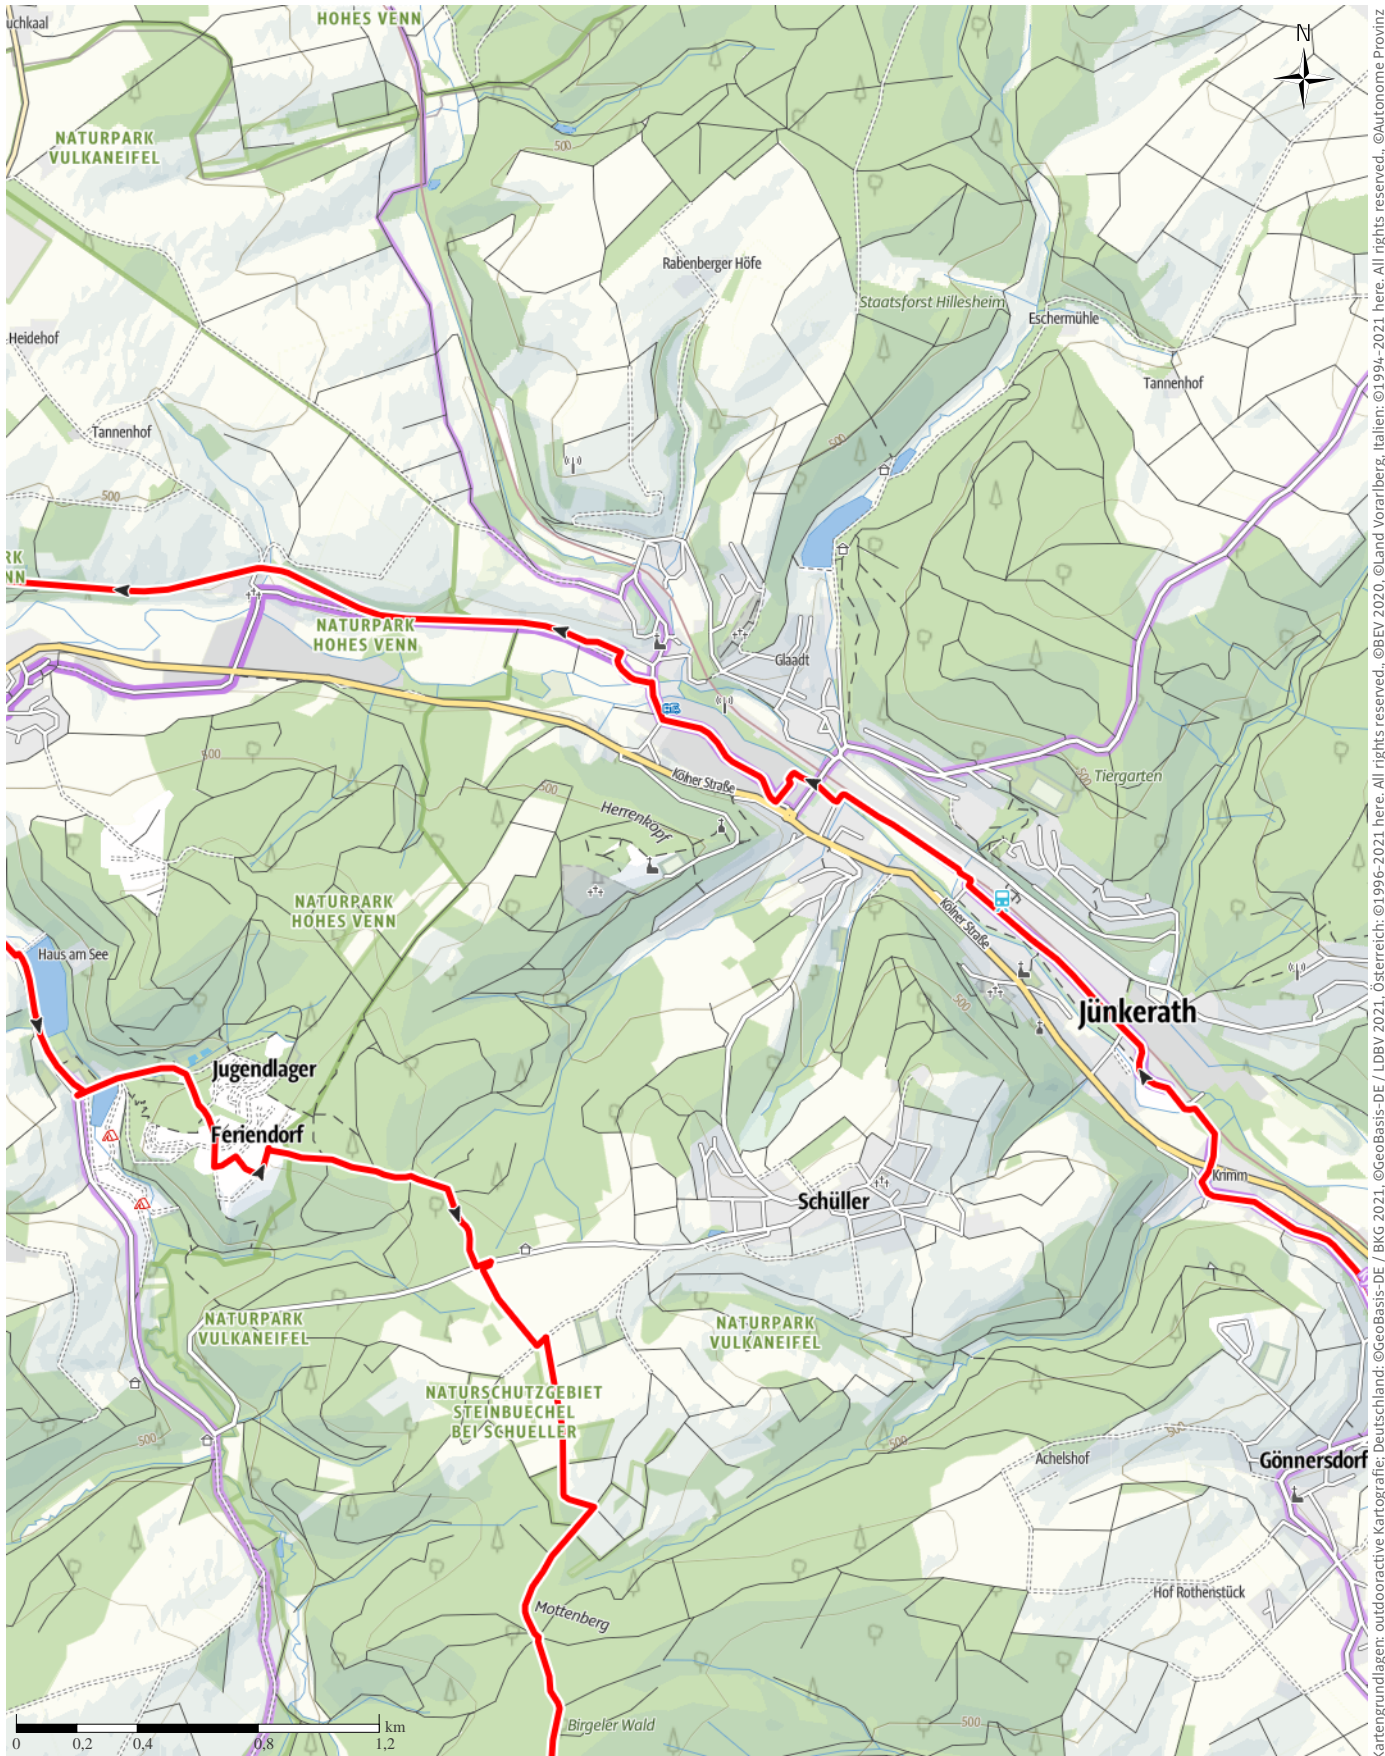 uchkaal
HOHES VENN
N
NATURPARK
VULKANEIFEL
500
Rabenberger Höfe
Staatsforst Hillesheim
Eschermühle
Heidehof
Tannenhof
Tannenhof
500
500
RK
NN
NATURPARK
HOHES VENN
Glaadt
500
Kölner Straße
500
Tiergarten
500
Herrenkopf
NATURPARK
HOHES VENN
Kölner Straße
Haus am See
500
Jünkerath
Jugendlager
Feriendorf
Krimm
Schüller
NATURPARK
VULKANEIFEL
NATURPARK
VULKANEIFEL
NATURSCHUTZGEBIET
STEINBUECHEL
BEI SCHUELLER
500
500
500
Achelshof
Gönnersdorf
Hof Rothenstück
Mottenberg
Birgeler Wald
500
km
0 0,2 0,4 0,8 1,2
artengrundlagen: outdooractive Kartografie; Deutschland: ©GeoBasis-DE / BKG 2021, ©GeoBasis-DE / LDBV 2021, Österreich: ©1996-2021 here. All rights reserved., ©BEV 2020, ©Land Vorarlberg, Italien: ©1994-2021 here. All rights reserved., ©Autonome Provinz